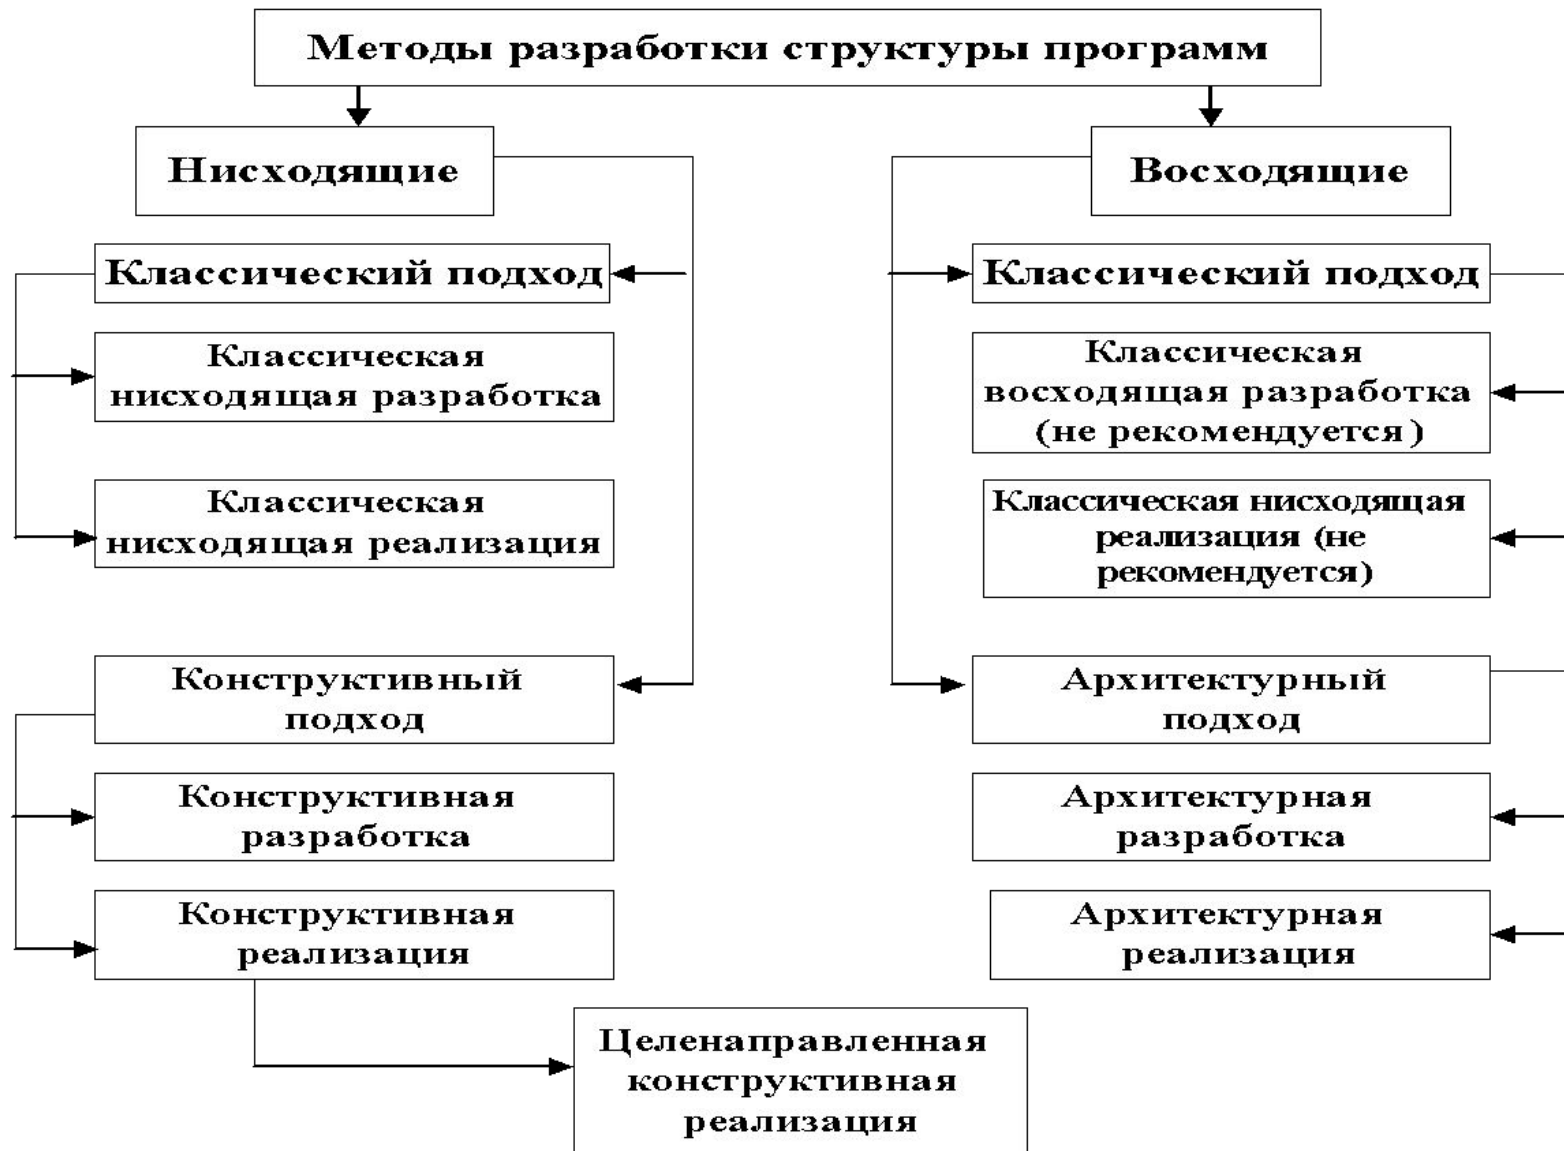 Методы разработки структуры программ
Нисходящие
Восходящие
Классический подход
Классический подход
Классическая
нисходящая разработка
Классическая
восходящая разработка
(не рекомендуется)
Классическая
нисходящая реализация
Классическая нисходящая
реализация (не
рекомендуется)
Конструктивный
подход
Архитектурный
подход
Конструктивная
разработка
Архитектурная
разработка
Конструктивная
реализация
Архитектурная
реализация
Целенаправленная
конструктивная
реализация